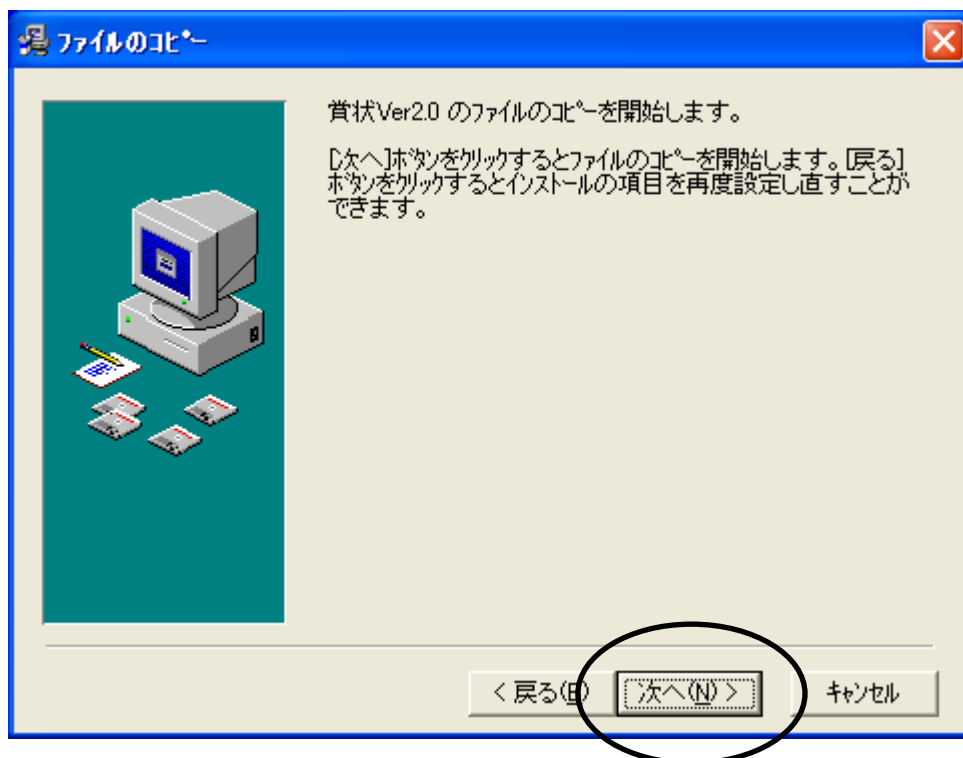 ﾌｧｲﾙのｺﾋﾟｰ
賞状Ver2.0 のﾌｧｲﾙのｺﾋﾟｰを開始します。
[次へ]ﾎﾞﾀﾝをｸﾘｯｸするとﾌｧｲﾙのｺﾋﾟｰを開始します。[戻る]
ﾎﾞﾀﾝをｸﾘｯｸするとｲﾝｽﾄｰﾙの項目を再度設定し直すことが
できます。
< 戻る(B) 次へ(N) > ｷｬﾝｾﾙ